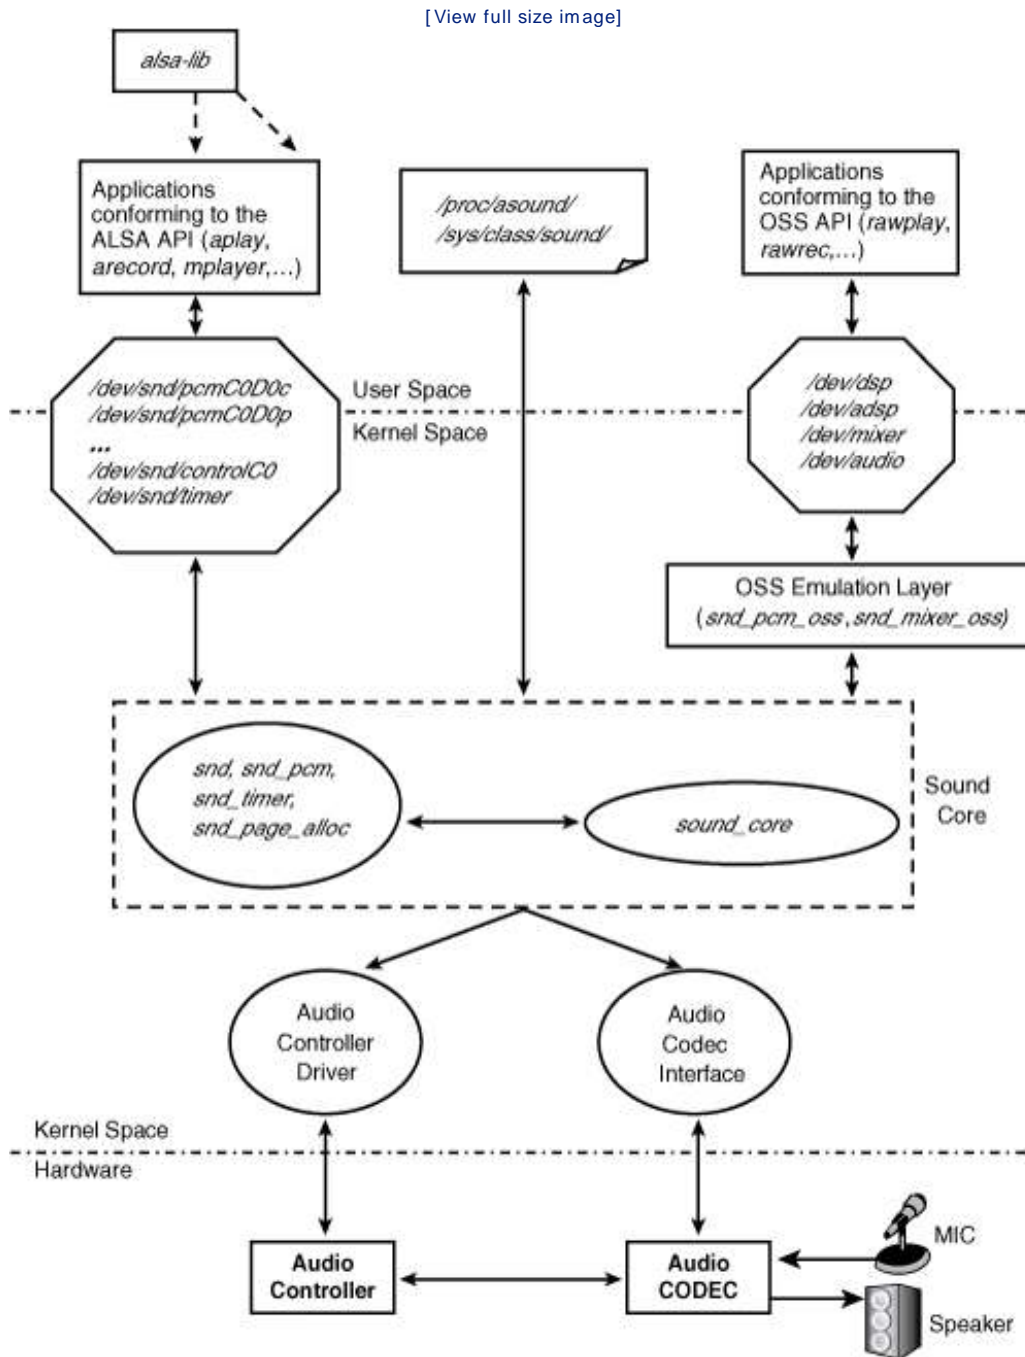 [View full size image]
alsa-lib
Applications
conforming to the
ALSA API (aplay,
arecord, mplayer,...)
/proc/asound/
/sys/class/sound/
Applications
conforming to the
OSS API (rawplay,
rawrec,...)
/dev/snd/pcmC0D0c
/dev/snd/pcmC0D0p
...
/dev/snd/controlC0
/dev/snd/timer
User Space
Kernel Space
/dev/dsp
/dev/adsp
/dev/mixer
/dev/audio
OSS Emulation Layer
(snd_pcm_oss,snd_mixer_oss)
snd, snd_pcm,
snd_timer,
snd_page_alloc
sound_core
Sound
Core
Audio
Controller
Driver
Audio
Codec
Interface
Kernel Space
Hardware
Audio
Controller
Audio
CODEC
MIC
Speaker